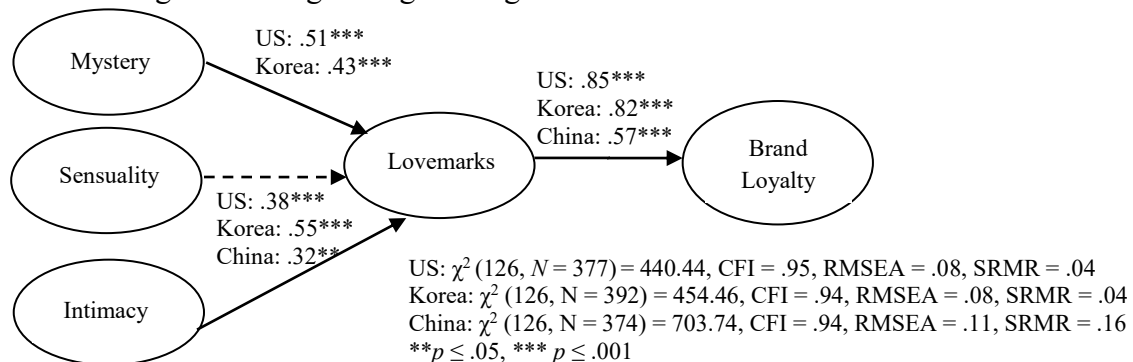 US: .51***
Korea: .43***
Mystery
US: .85***
Korea: .82***
China: .57***
Lovemarks
Brand
Loyalty
Sensuality
US: .38***
Korea: .55***
China: .32**
Intimacy
US: χ² (126, N = 377) = 440.44, CFI = .95, RMSEA = .08, SRMR = .04
Korea: χ² (126, N = 392) = 454.46, CFI = .94, RMSEA = .08, SRMR = .04
China: χ² (126, N = 374) = 703.74, CFI = .94, RMSEA = .11, SRMR = .16
**p ≤ .05, *** p ≤ .001